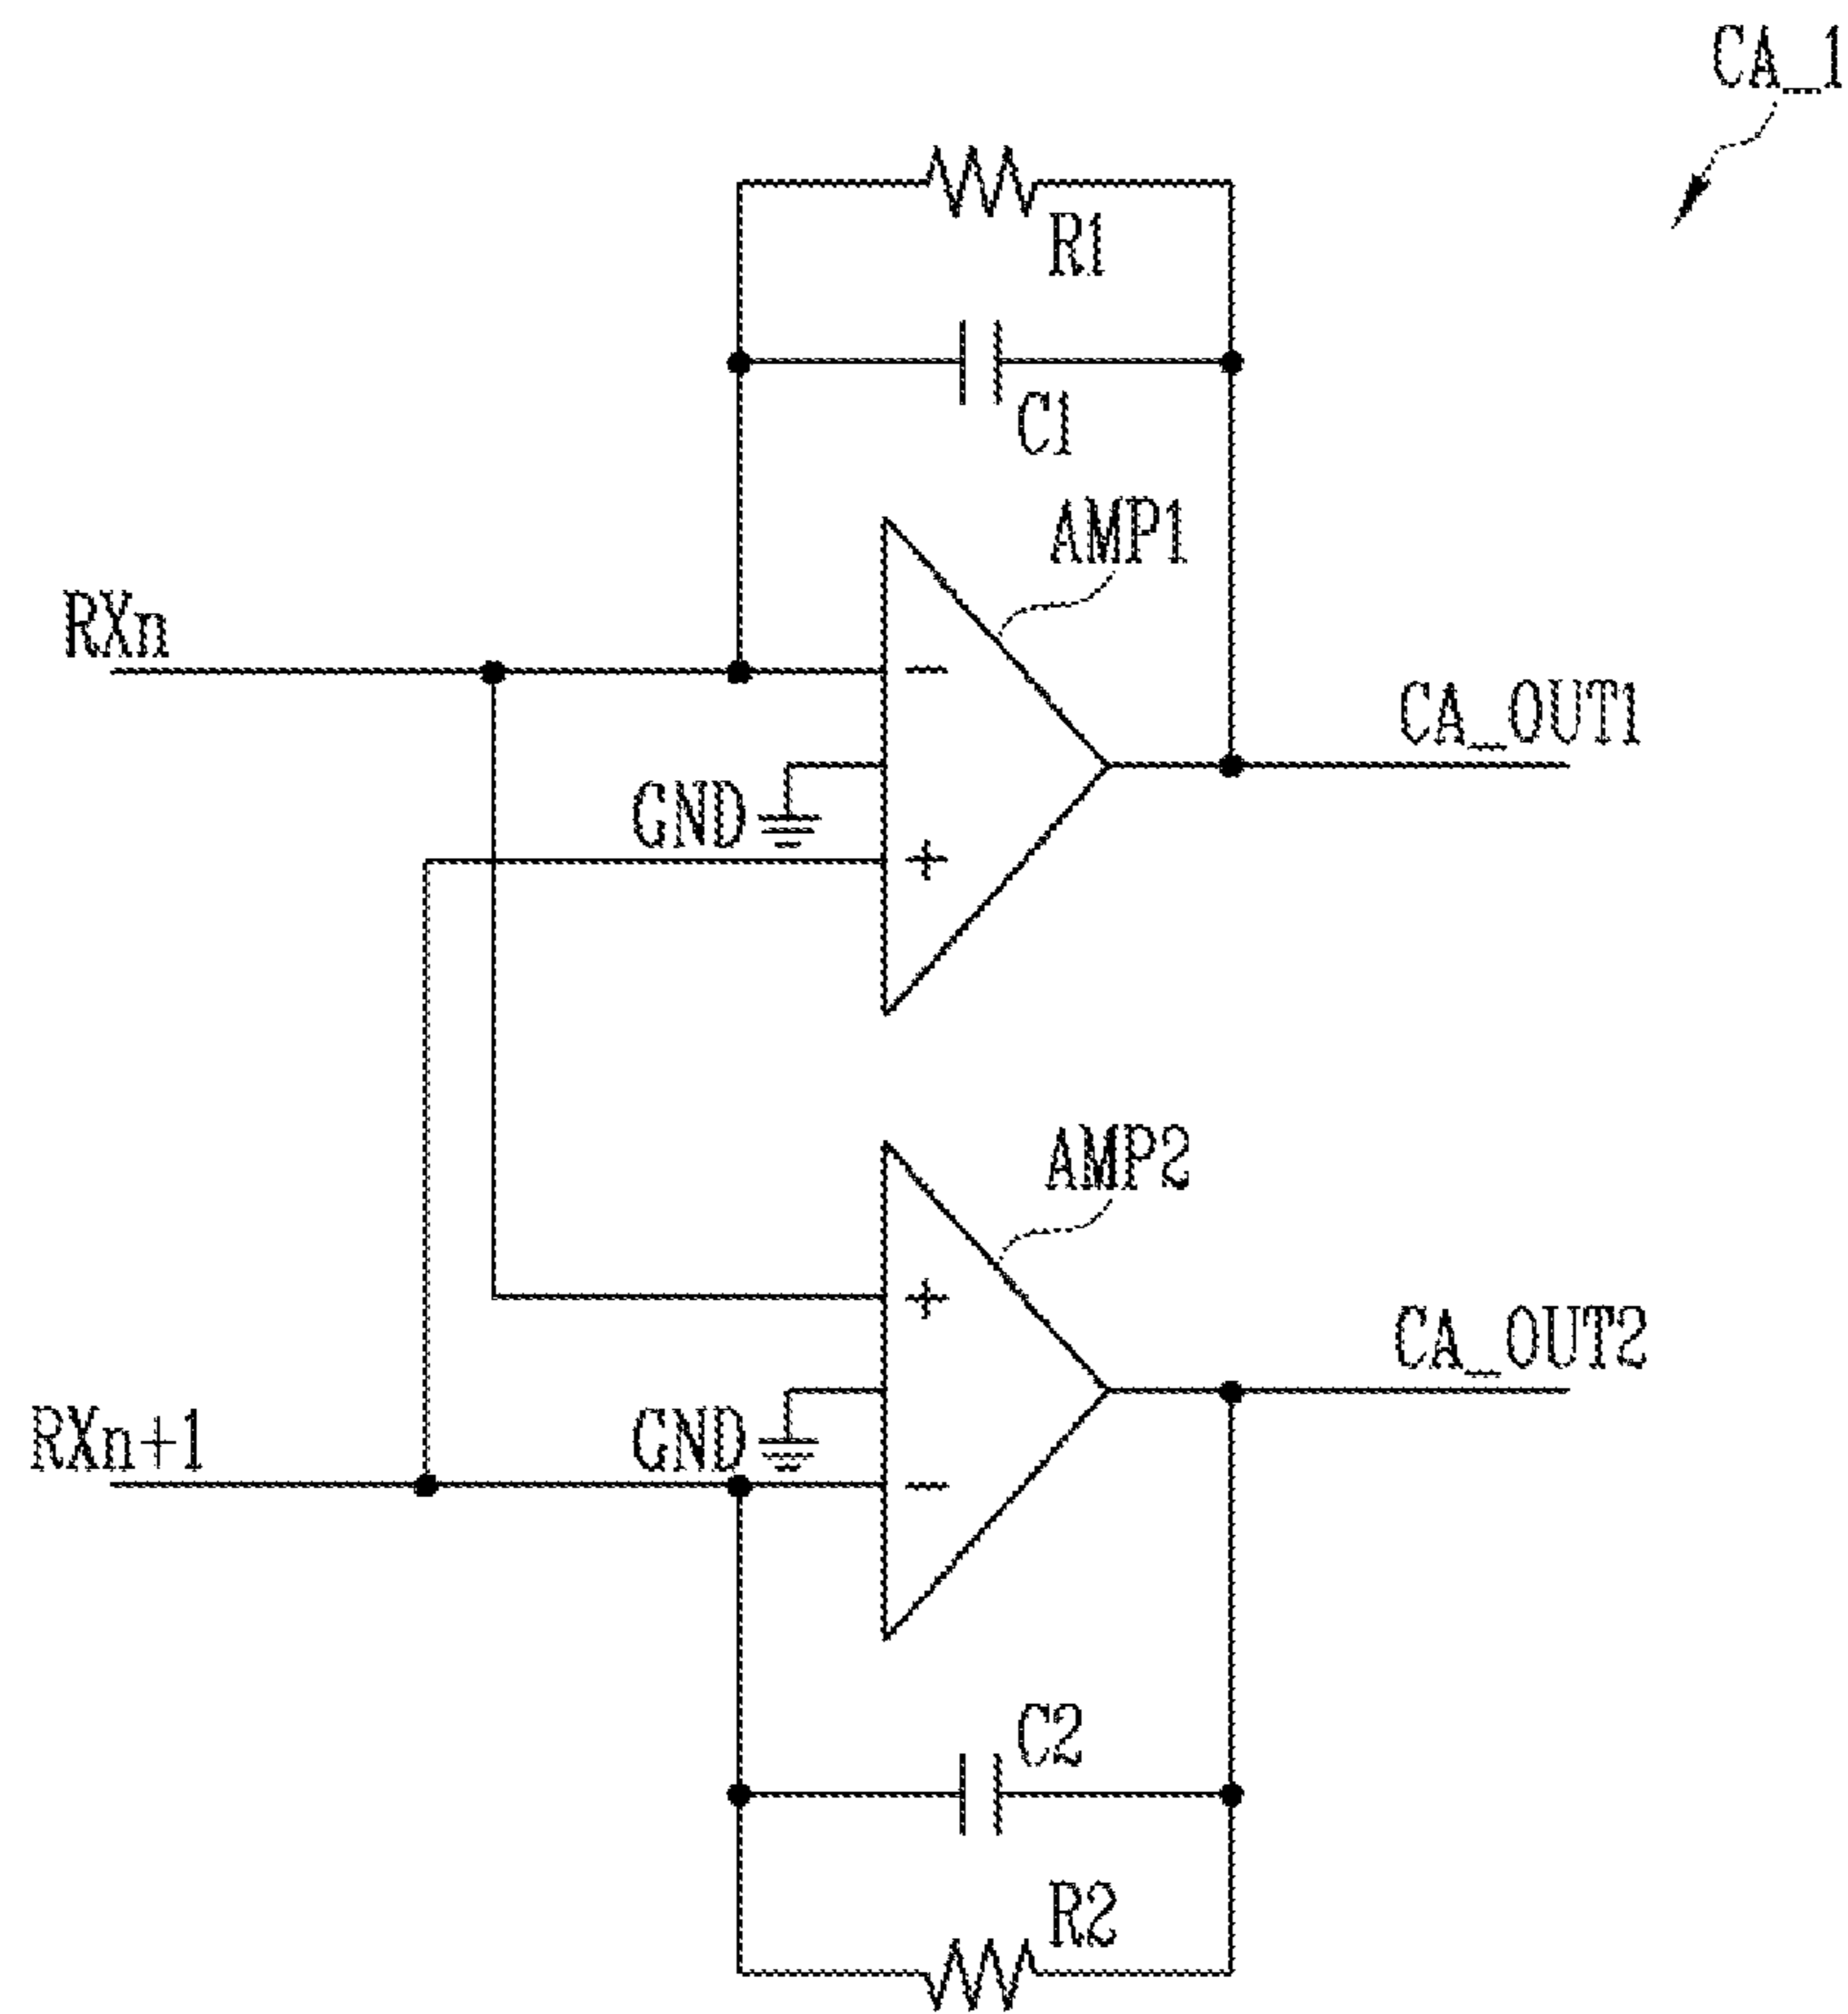 CA_1
R1
C1
AMP1
RXn
-
CA_OUT1
GND
+
AMP2
+
CA_OUT2
RXn+1
GND
-
C2
R2